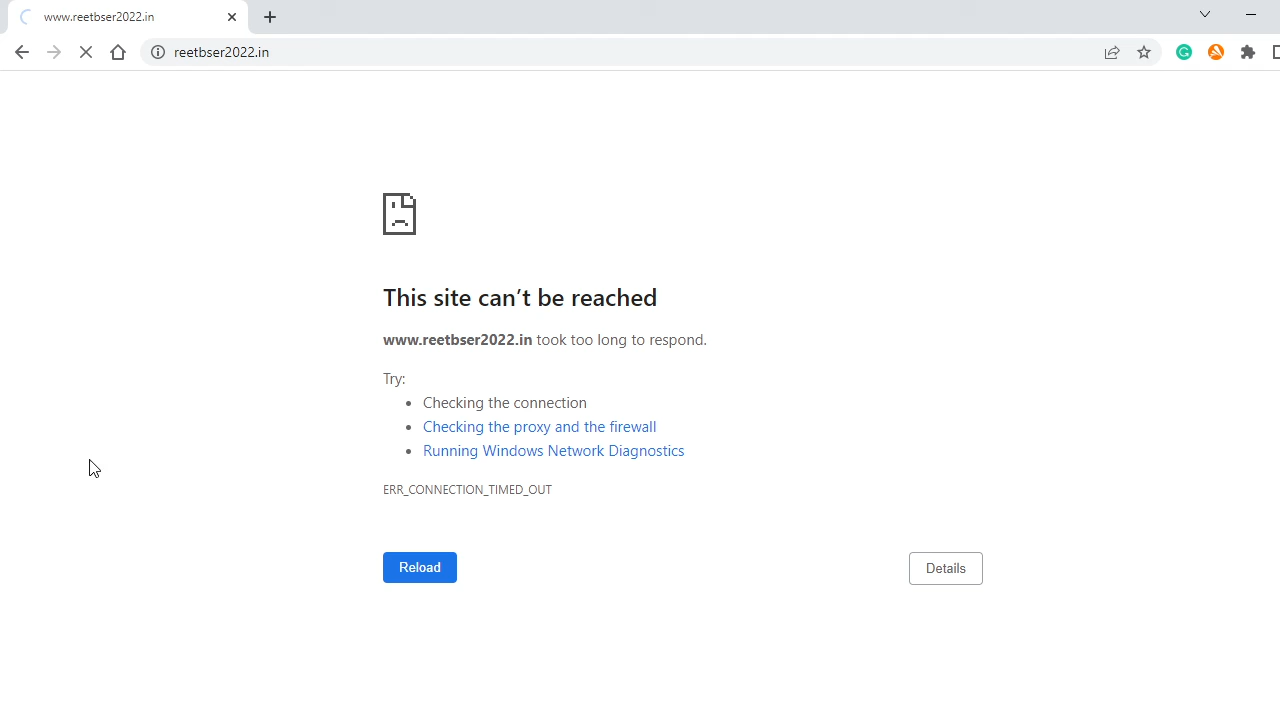 www.reetbser2022.in
reetbser2022.in
This site can't be reached
www.reetbser2022.in took too long to respond.
Try:
Checking the connection
Checking the proxy and the firewall
Running Windows Network Diagnostics
ERR_CONNECTION_TIMED_OUT
Reload
Details